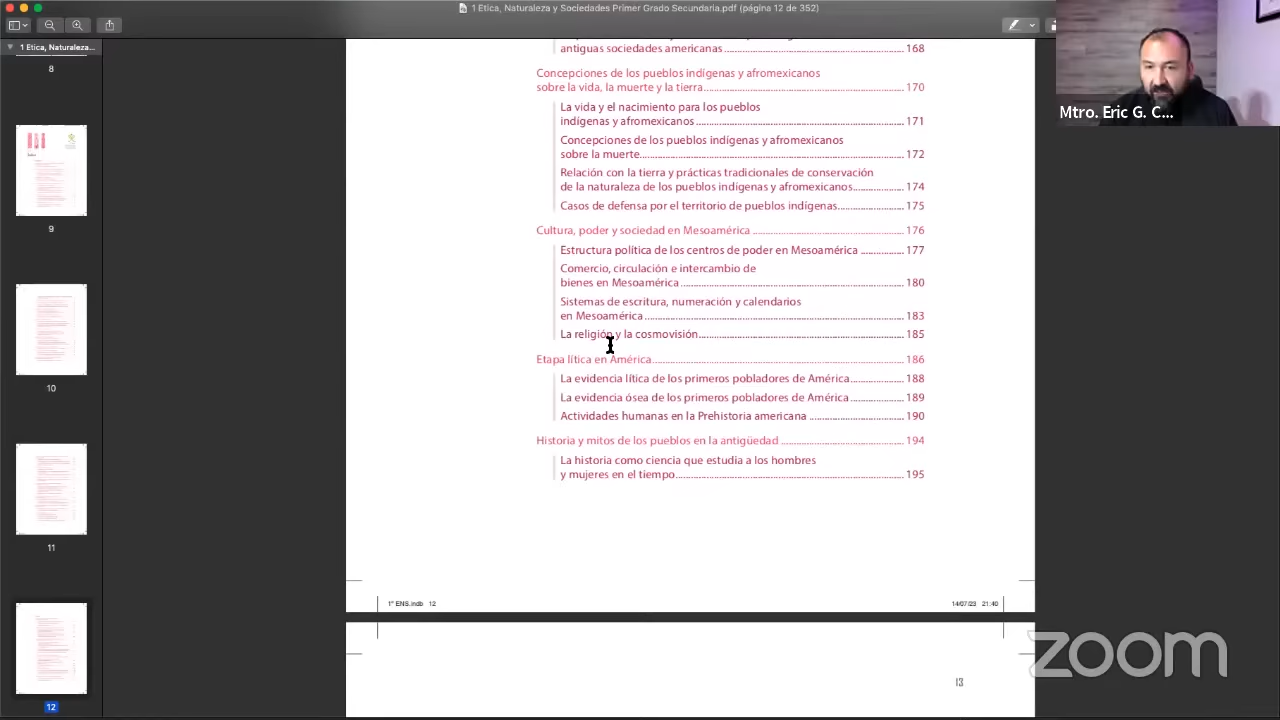 1 Etica, Naturaleza y Sociedades Primer Grado Secundaria.pdf (página 12 de 352)
1 Etica, Naturaleza...
8
9
10
11
12
antiguas sociedades americanas 168
Concepciones de los pueblos indígenas y afromexicanos
sobre la vida, la muerte y la tierra 170
La vida y el nacimiento para los pueblos
indígenas y afromexicanos 171
Concepciones de los pueblos indígenas y afromexicanos
sobre la muerte 172
Relación con la tierra y prácticas tradicionales de conservación
de la naturaleza de los pueblos indígenas y afromexicanos 174
Casos de defensa por el territorio de pueblos indígenas 175
Cultura, poder y sociedad en Mesoamérica 176
Estructura política de los centros de poder en Mesoamérica 177
Comercio, circulación e intercambio de
bienes en Mesoamérica 180
Sistemas de escritura, numeración y calendarios
en Mesoamérica 183
La religión y la cosmovisión 185
Etapa lítica en América 186
La evidencia lítica de los primeros pobladores de América 188
La evidencia ósea de los primeros pobladores de América 189
Actividades humanas en la Prehistoria americana 190
Historia y mitos de los pueblos en la antigüedad 194
La historia como ciencia que estudia a los hombres
y mujeres en el tiempo 195
1° ENS.indb 12
14/07/23 21:40
13
Mtro. Eric G. C...
zoom